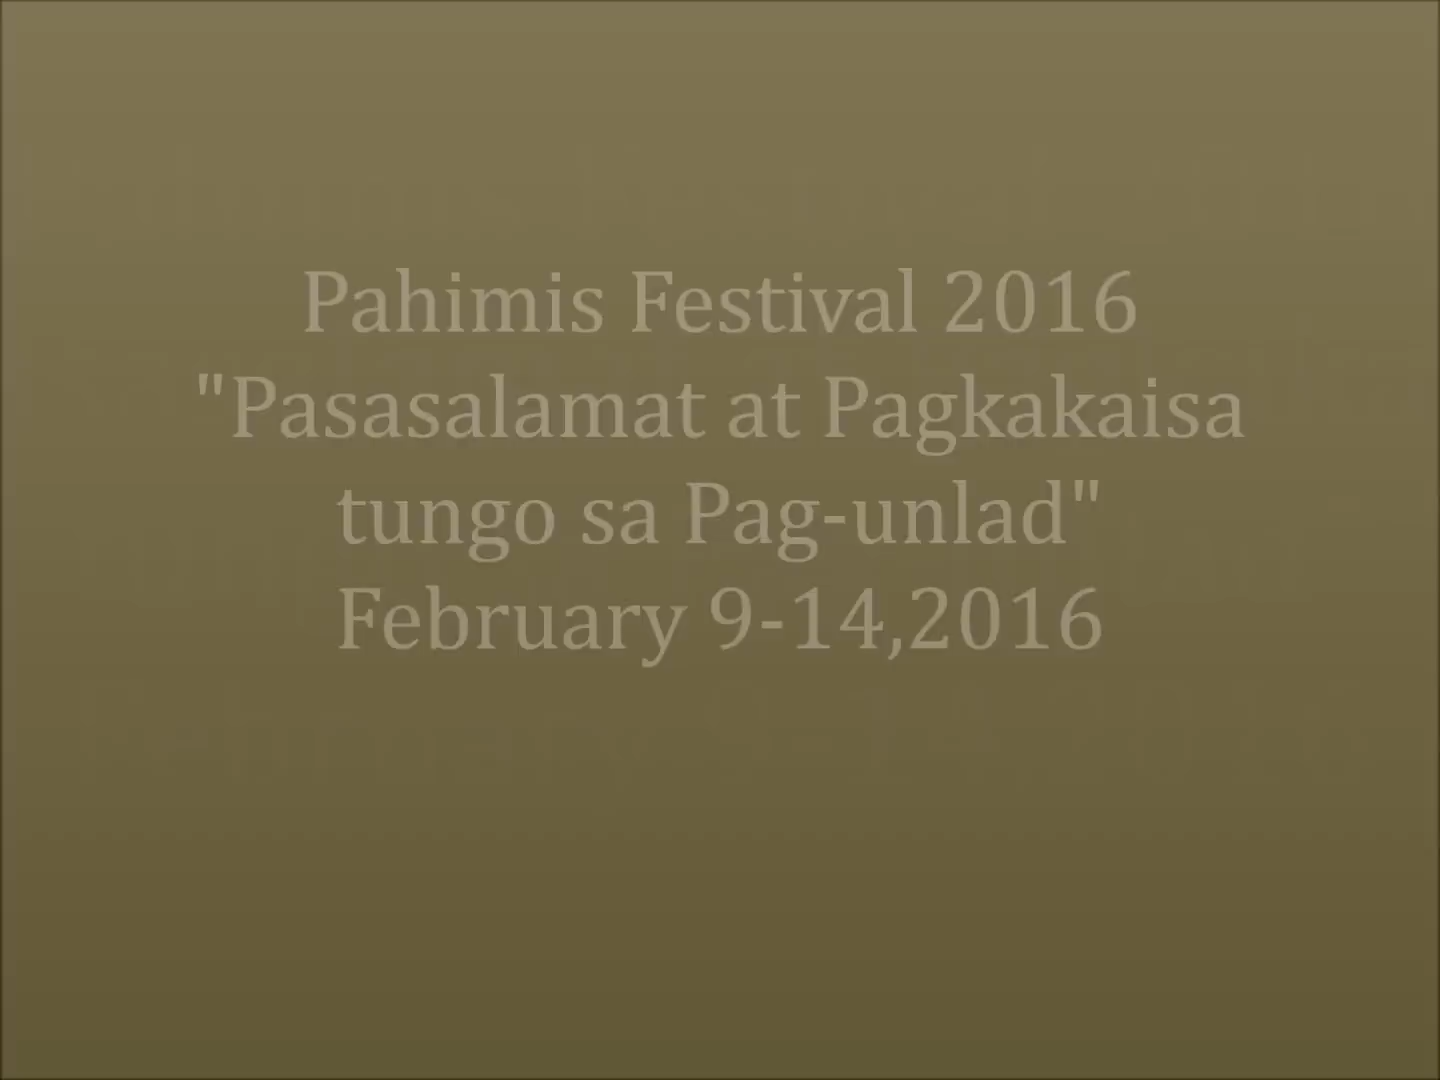 Pahimis Festival 2016
"Pasasalamat at Pagkakaisa
tungo sa Pag-unlad"
February 9-14,2016